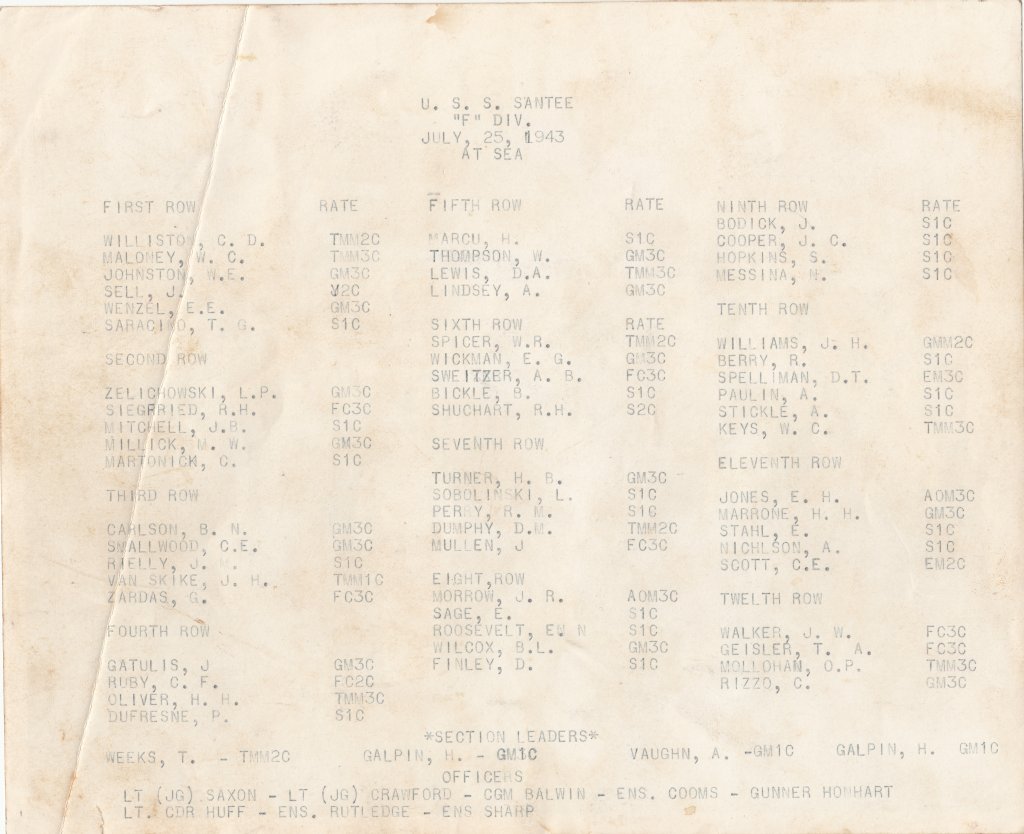 U. S. S. SANTEE
"F" DIV.
JULY, 25, 1943
AT SEA
FIRST ROW RATE
WILLISTON, C. D. TMM2C
MALONEY, W. C. TMM3C
JOHNSTON, W.E. GM3C
SELL, J. Y2C
WENZEL, E.E. GM3C
SARACINO, T. G. S1C
SECOND ROW
ZELICHOWSKI, L.P. GM3C
SIEGFRIED, R.H. FC3C
MITCHELL, J.B. S1C
MILLICK, M. W. GM3C
MARTONICK, C. S1C
THIRD ROW
CARLSON, B. N. GM3C
SMALLWOOD, C.E. GM3C
RIELLY, J. S1C
VAN SKIKE, J. H. TMM1C
ZARDAS, G. FC3C
FOURTH ROW
GATULIS, J GM3C
RUBY, C. F. FC2C
OLIVER, H. H. TMM3C
DUFRESNE, P. S1C
FIFTH ROW RATE
MARCU, H. S1C
THOMPSON, W. GM3C
LEWIS, D.A. TMM3C
LINDSEY, A. GM3C
SIXTH ROW RATE
SPICER, W.R. TMM2C
WICKMAN, E. G. GM3C
SWEITZER, A. B. FC3C
BICKLE, B. S1C
SHUCHART, R.H. S2C
SEVENTH ROW
TURNER, H. B. GM3C
SOBOLINSKI, L. S1C
PERRY, R. M. S1C
DUMPHY, D.M. TMM2C
MULLEN, J FC3C
EIGHT,ROW
MORROW, J. R. AOM3C
SAGE, E. S1C
ROOSEVELT, S1C
WILCOX, B.L. GM3C
FINLEY, D. S1C
NINTH ROW RATE
BODICK, J. S1C
COOPER, J. C. S1C
HOPKINS, S. S1C
MESSINA, N. S1C
TENTH ROW
WILLIAMS, J. H. GMM2C
BERRY, R. S1C
SPELLIMAN, D.T. EM3C
PAULIN, A. S1C
STICKLE, A. S1C
KEYS, W. C. TMM3C
ELEVENTH ROW
JONES, E. H. AOM3C
MARRONE, H. H. GM3C
STAHL, E. S1C
NICHLSON, A. S1C
SCOTT, C.E. EM2C
TWELTH ROW
WALKER, J. W. FC3C
GEISLER, T. A. FC3C
MOLLOHAN, O.P. TMM3C
RIZZO, C. GM3C
*SECTION LEADERS*
WEEKS, T. - TMM2C GALPIN, H. - GM1C VAUGHN, A. -GM1C GALPIN, H. GM1C
OFFICERS
LT (JG) SAXON - LT (JG) CRAWFORD - CGM BALWIN - ENS. COOMS - GUNNER HONHART
LT. CDR HUFF - ENS. RUTLEDGE - ENS SHARP